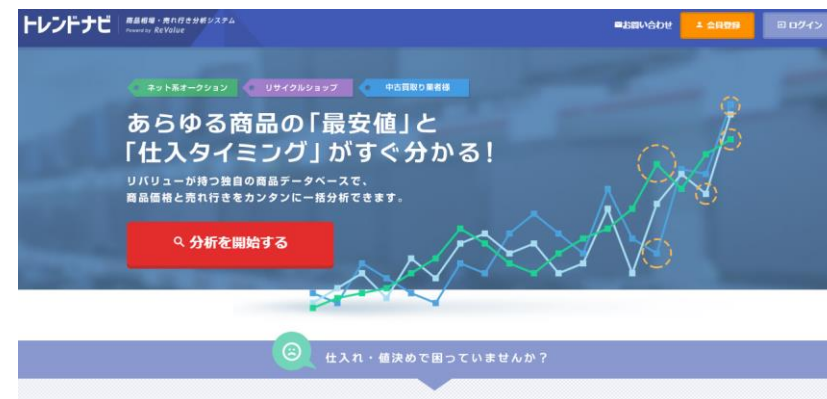 トレンドナビ
商品相場・売れ行き分析システム
Powered by ReValue
お問い合わせ
会員登録
ログイン
ネット系オークション
リサイクルショップ
中古買取り業者様
あらゆる商品の「最安値」と
「仕入タイミング」がすぐ分かる！
リバリューが持つ独自の商品データベースで、
商品価格と売れ行きをカンタンに一括分析できます。
分析を開始する
仕入れ・値決めで困っていませんか？